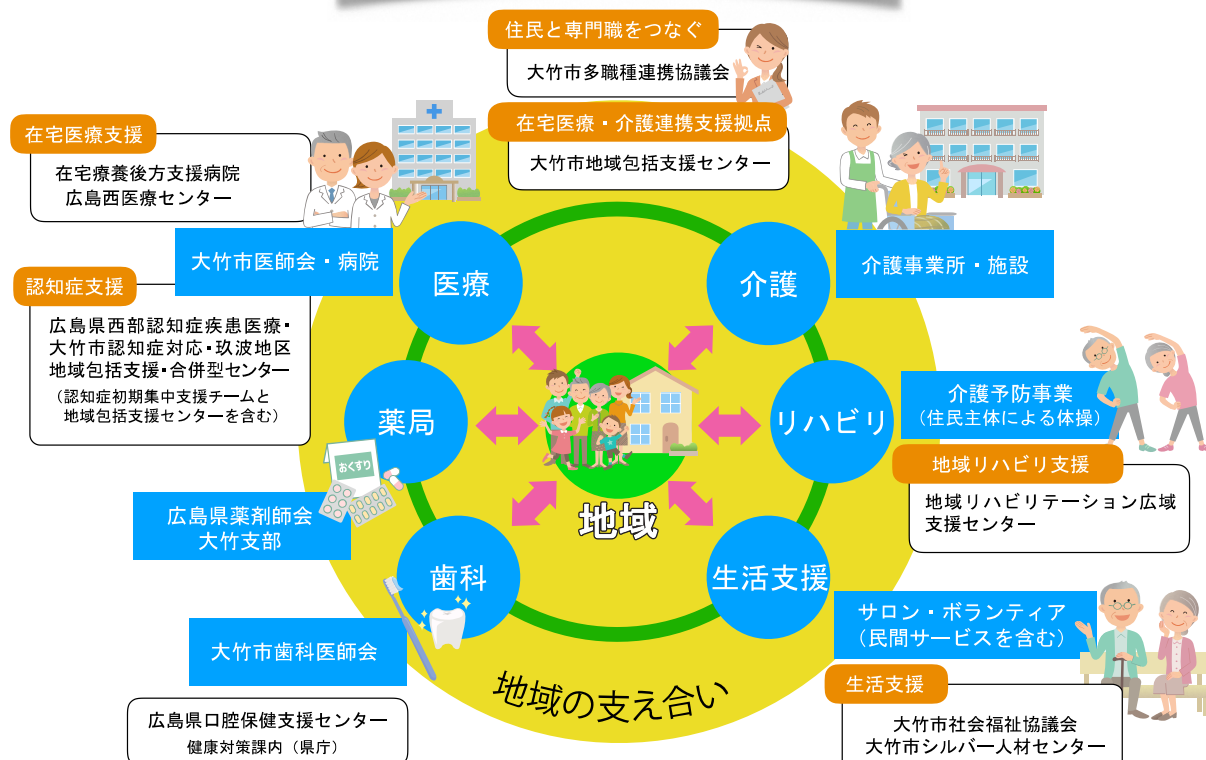 住民と専門職をつなぐ
大竹市多職種連携協議会
在宅医療・介護連携支援拠点
大竹市地域包括支援センター
在宅医療支援
在宅療養後方支援病院
広島西医療センター
大竹市医師会・病院
認知症支援
広島県西部認知症疾患医療・
大竹市認知症対応・玖波地区
地域包括支援・合併型センター
（認知症初期集中支援チームと
地域包括支援センターを含む）
医療
介護
介護事業所・施設
薬局
リハビリ
介護予防事業
（住民主体による体操）
地域リハビリ支援
地域リハビリテーション広域
支援センター
おくすり
広島県薬剤師会
大竹支部
地域
歯科
生活支援
大竹市歯科医師会
サロン・ボランティア
（民間サービスを含む）
地域の支え合い
広島県口腔保健支援センター
健康対策課内（県庁）
生活支援
大竹市社会福祉協議会
大竹市シルバー人材センター